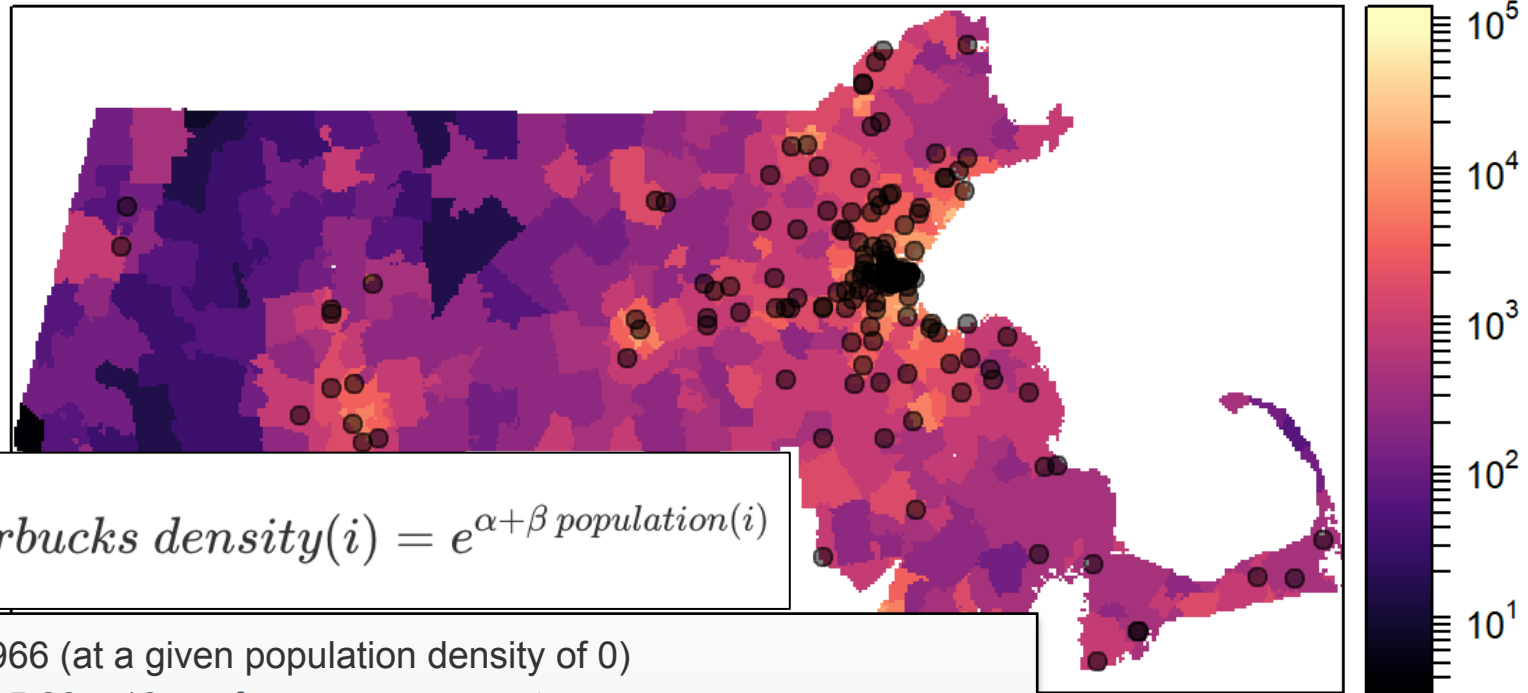 10^5
10^4
10^3
10^2
10^1
density(i) = e^{α+β population(i)}
966 (at a given population density of 0)